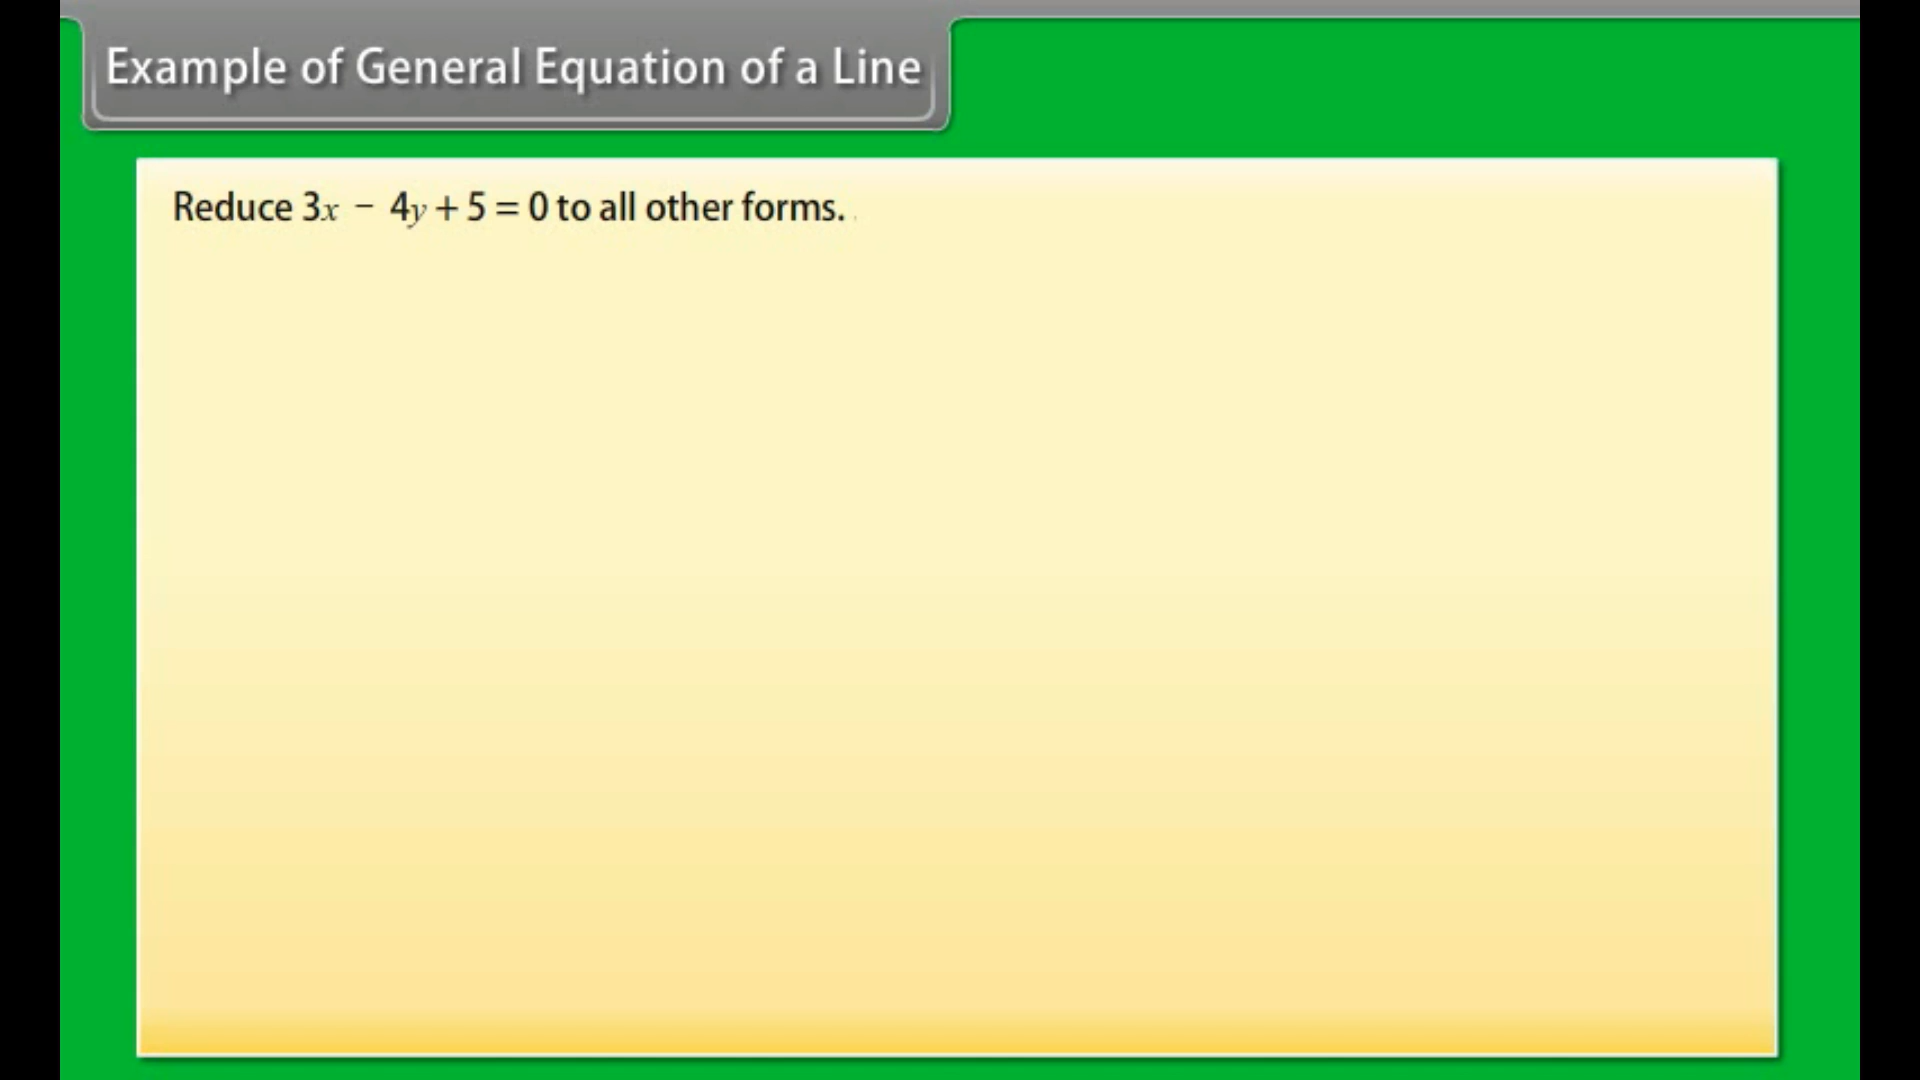 Example of General Equation of a Line
Reduce 3x − 4y + 5 = 0 to all other forms.